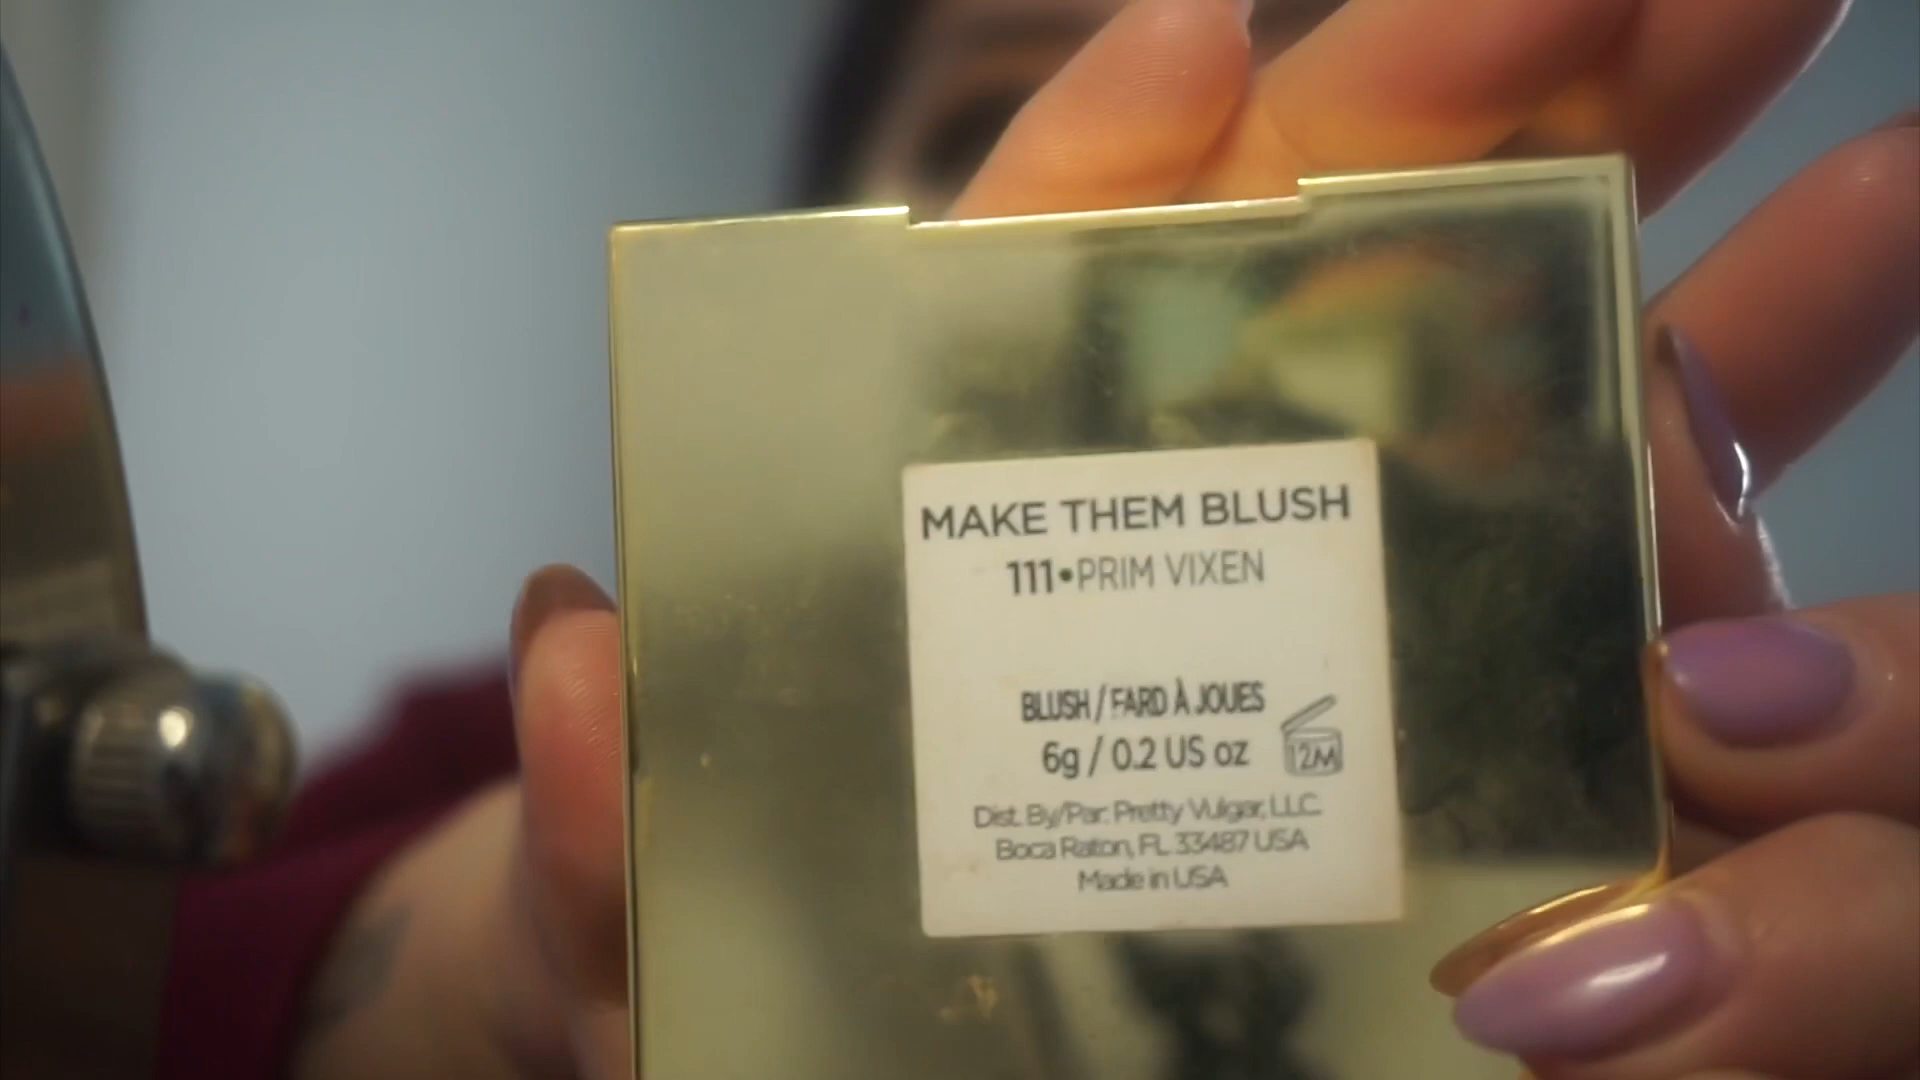 MAKE THEM BLUSH
111•PRIM VIXEN
BLUSH / FARD À JOUES
6g / 0.2 US oz
12M
Dist. By/Par: Pretty Vulgar, LLC.
Boca Raton, FL 33487 USA
Made in USA